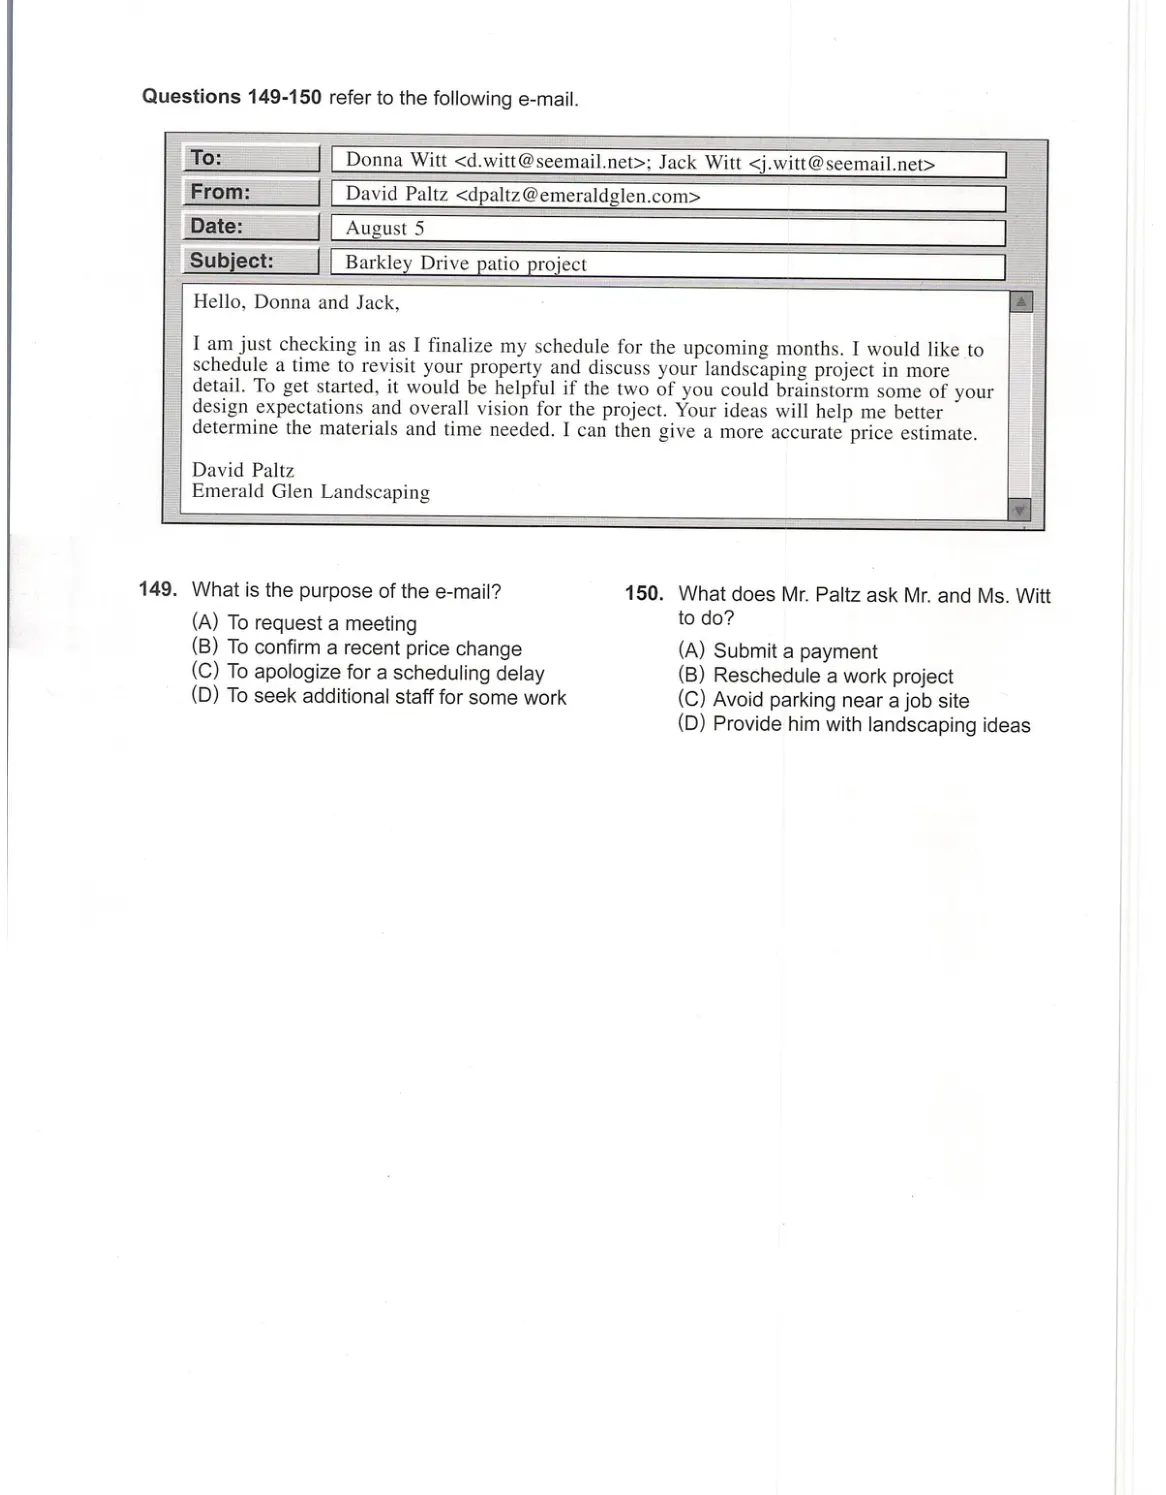 Questions 149-150 refer to the following e-mail.
To: Donna Witt <d.witt@seemail.net>; Jack Witt <j.witt@seemail.net>
From: David Paltz <dpaltz@emeraldglen.com>
Date: August 5
Subject: Barkley Drive patio project
Hello, Donna and Jack,
I am just checking in as I finalize my schedule for the upcoming months. I would like to
schedule a time to revisit your property and discuss your landscaping project in more
detail. To get started, it would be helpful if the two of you could brainstorm some of your
design expectations and overall vision for the project. Your ideas will help me better
determine the materials and time needed. I can then give a more accurate price estimate.
David Paltz
Emerald Glen Landscaping
149. What is the purpose of the e-mail?
(A) To request a meeting
(B) To confirm a recent price change
(C) To apologize for a scheduling delay
(D) To seek additional staff for some work
150. What does Mr. Paltz ask Mr. and Ms. Witt
to do?
(A) Submit a payment
(B) Reschedule a work project
(C) Avoid parking near a job site
(D) Provide him with landscaping ideas